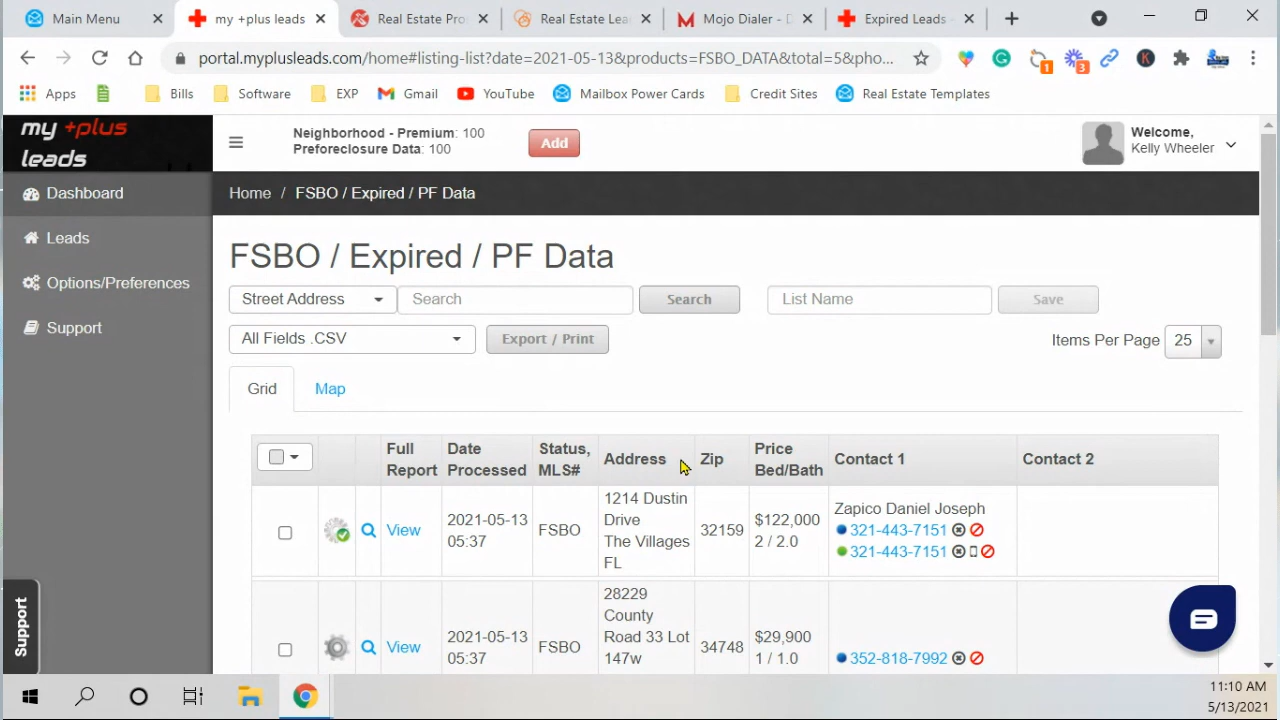 Main Menu
my +plus leads
Real Estate Pro
Real Estate Lea
Mojo Dialer - D
Expired Leads -
portal.myplusleads.com/home#listing-list?date=2021-05-13&products=FSBO_DATA&total=5&pho...
1
3
K
Apps
Bills
Software
EXP
Gmail
YouTube
Mailbox Power Cards
Credit Sites
Real Estate Templates
my +plus
leads
Neighborhood - Premium: 100
Preforeclosure Data: 100
Add
Welcome,
Kelly Wheeler
Dashboard
Leads
Options/Preferences
Support
Home / FSBO / Expired / PF Data
FSBO / Expired / PF Data
Street Address
Search
Search
List Name
Save
All Fields .CSV
Export / Print
Items Per Page 25
Grid
Map
Full
Report
Date
Processed
Status,
MLS#
Address
Zip
Price
Bed/Bath
Contact 1
Contact 2
View
2021-05-13
05:37
FSBO
1214 Dustin
Drive
The Villages
FL
32159
$122,000
2 / 2.0
Zapico Daniel Joseph
321-443-7151
321-443-7151
View
2021-05-13
05:37
FSBO
28229
County
Road 33 Lot
147w
34748
$29,900
1 / 1.0
352-818-7992
Support
11:10 AM
5/13/2021